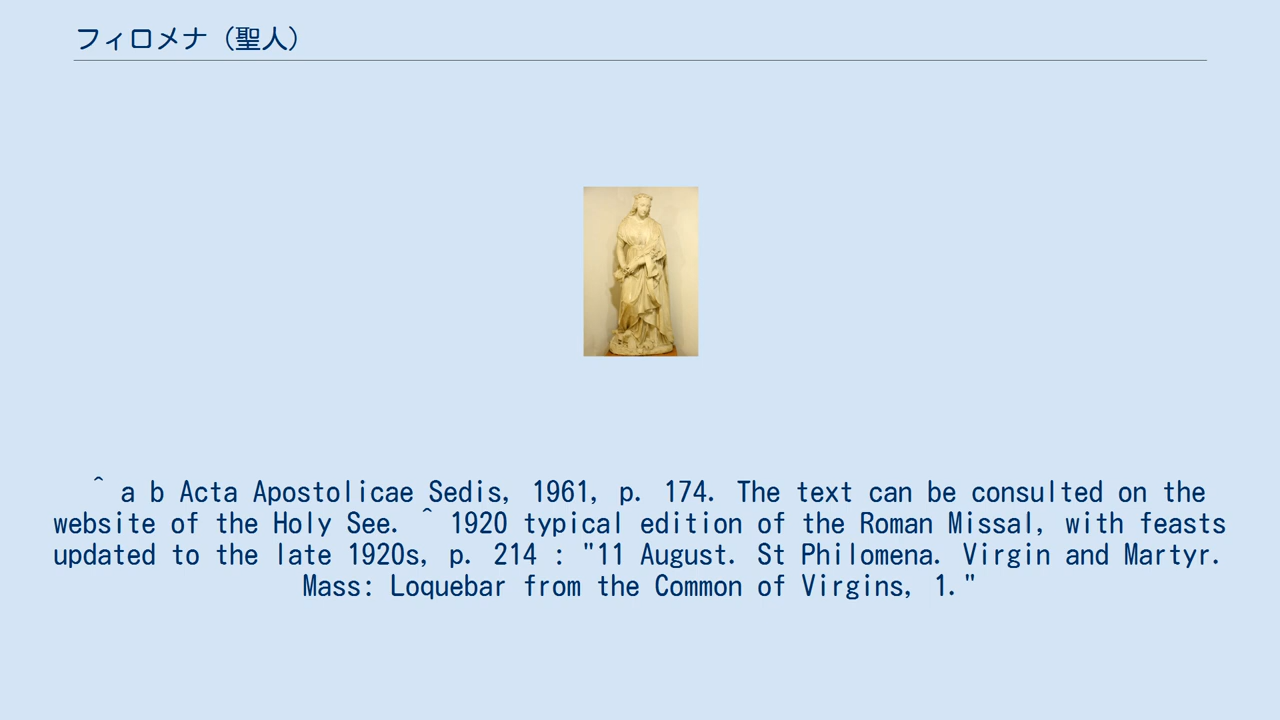 フィロメナ（聖人）
^ a b Acta Apostolicae Sedis, 1961, p. 174. The text can be consulted on the
website of the Holy See. ^ 1920 typical edition of the Roman Missal, with feasts
updated to the late 1920s, p. 214 : "11 August. St Philomena. Virgin and Martyr.
Mass: Loquebar from the Common of Virgins, 1."